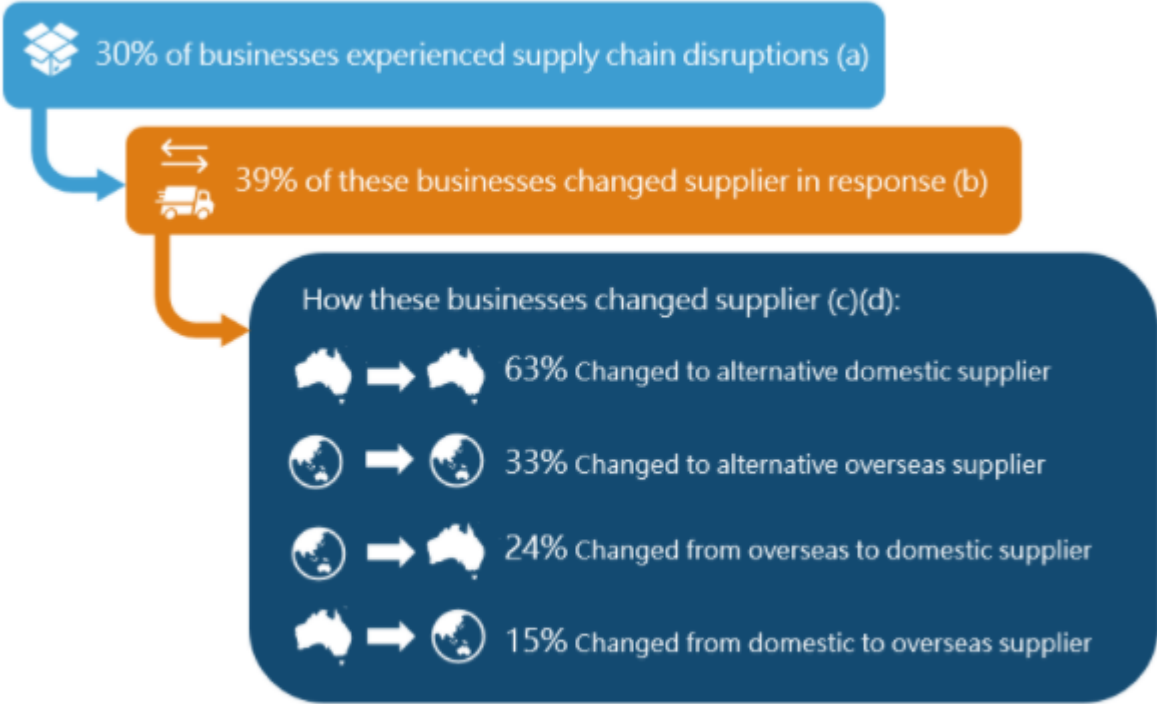 30% of businesses experienced supply chain disruptions (a)
39% of these businesses changed supplier in response (b)
How these businesses changed supplier (c)(d):
63% Changed to alternative domestic supplier
33% Changed to alternative overseas supplier
24% Changed from overseas to domestic supplier
15% Changed from domestic to overseas supplier